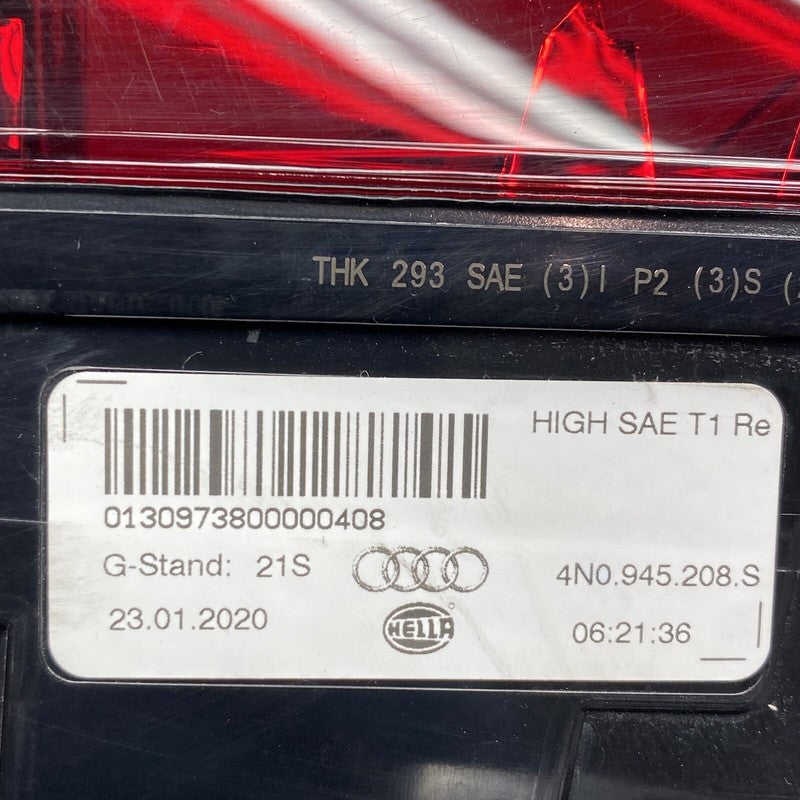 THK 293 SAE (3)I P2 (3)S (
HIGH SAE T1 Re
0130973800000408
G-Stand: 21S
4N0.945.208.S
23.01.2020
HELLA
06:21:36